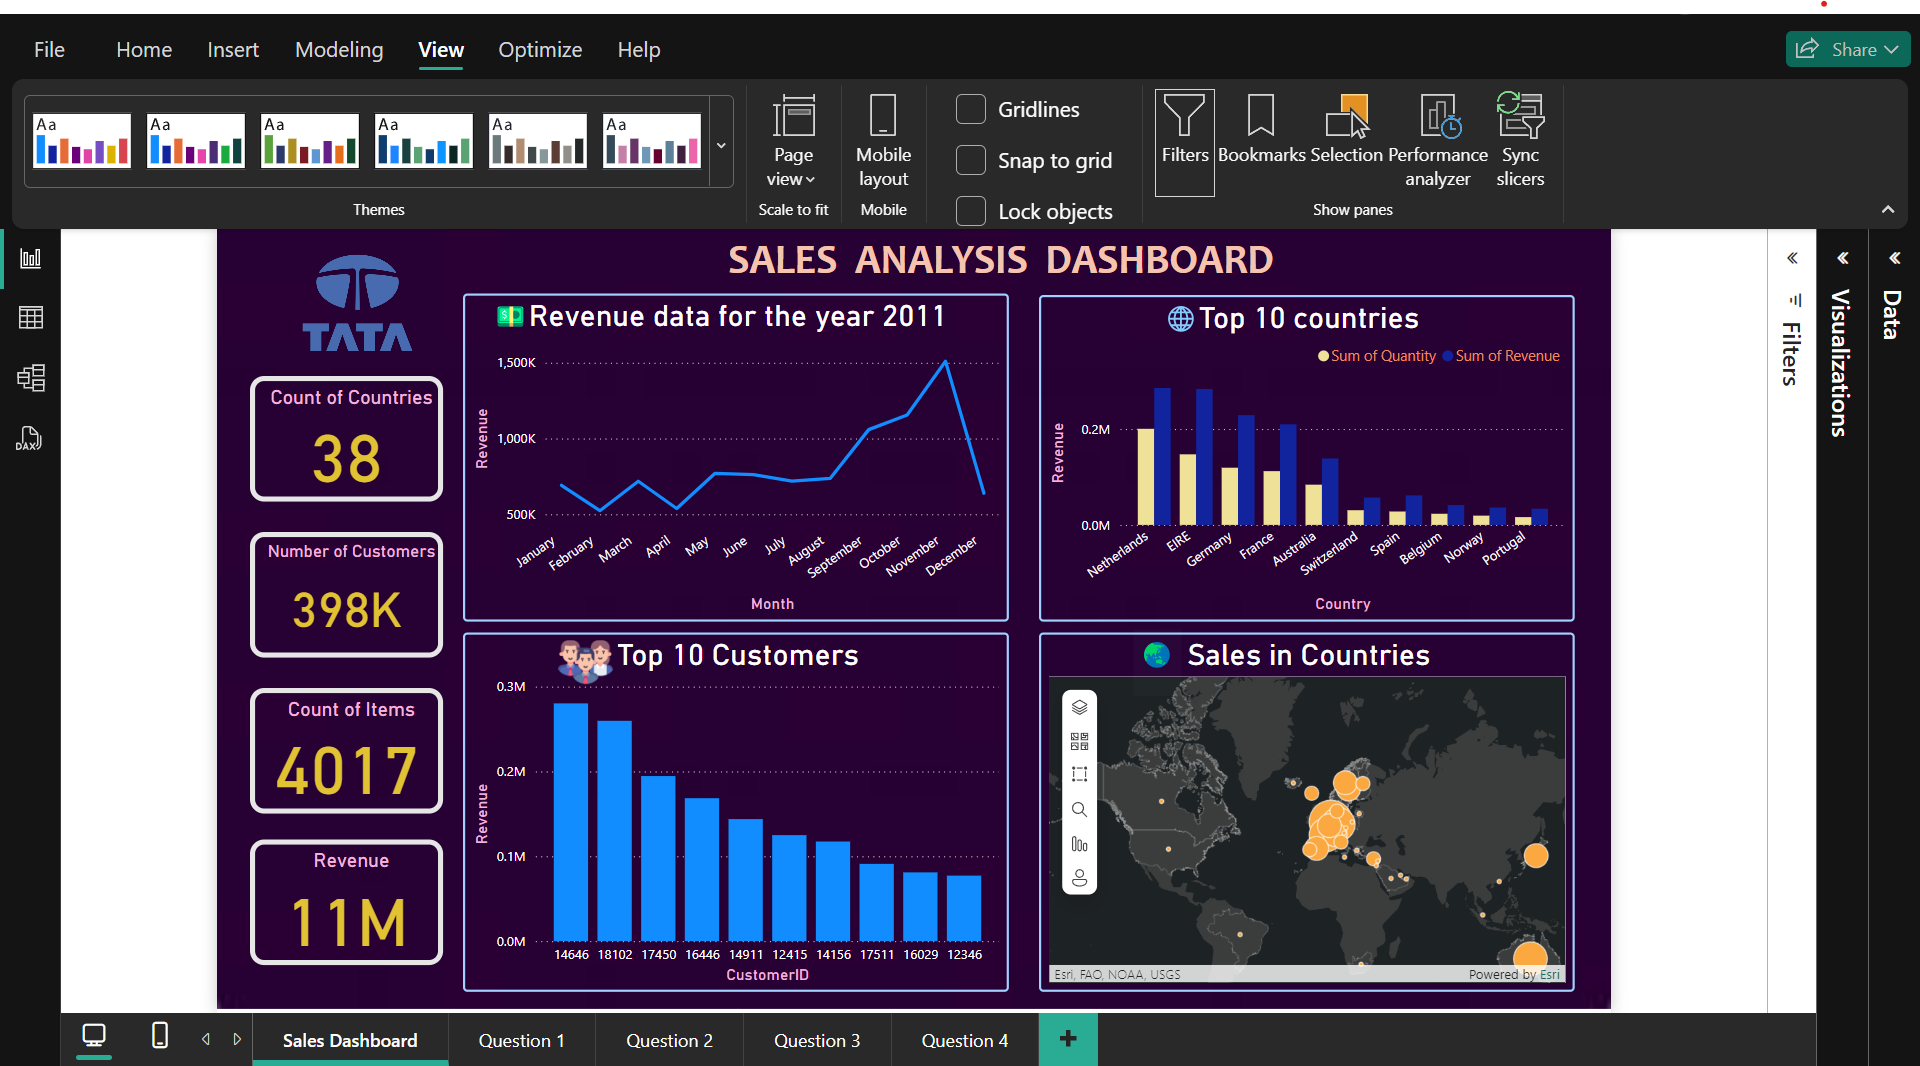 File Home Insert Modeling View Optimize Help
Share
Aa Aa Aa Aa Aa Aa
Themes
Page
view
Scale to fit
Mobile
layout
Mobile
Gridlines
Snap to grid
Lock objects
Filters
Bookmarks
Selection
Performance
analyzer
Sync
slicers
Show panes
DAX
TATA
SALES ANALYSIS DASHBOARD
Count of Countries
38
Number of Customers
398K
Count of Items
4017
Revenue
11M
Revenue data for the year 2011
1,500K
1,000K
500K
Revenue
January February March April May June July August September October November December
Month
Top 10 countries
Sum of Quantity Sum of Revenue
0.2M
0.0M
Revenue
Netherlands EIRE Germany France Australia Switzerland Spain Belgium Norway Portugal
Country
Top 10 Customers
0.3M
0.2M
0.1M
0.0M
Revenue
14646 18102 17450 16446 14911 12415 14156 17511 16029 12346
CustomerID
Sales in Countries
Esri, FAO, NOAA, USGS
Powered by Esri
Filters
Visualizations
Data
Sales Dashboard Question 1 Question 2 Question 3 Question 4